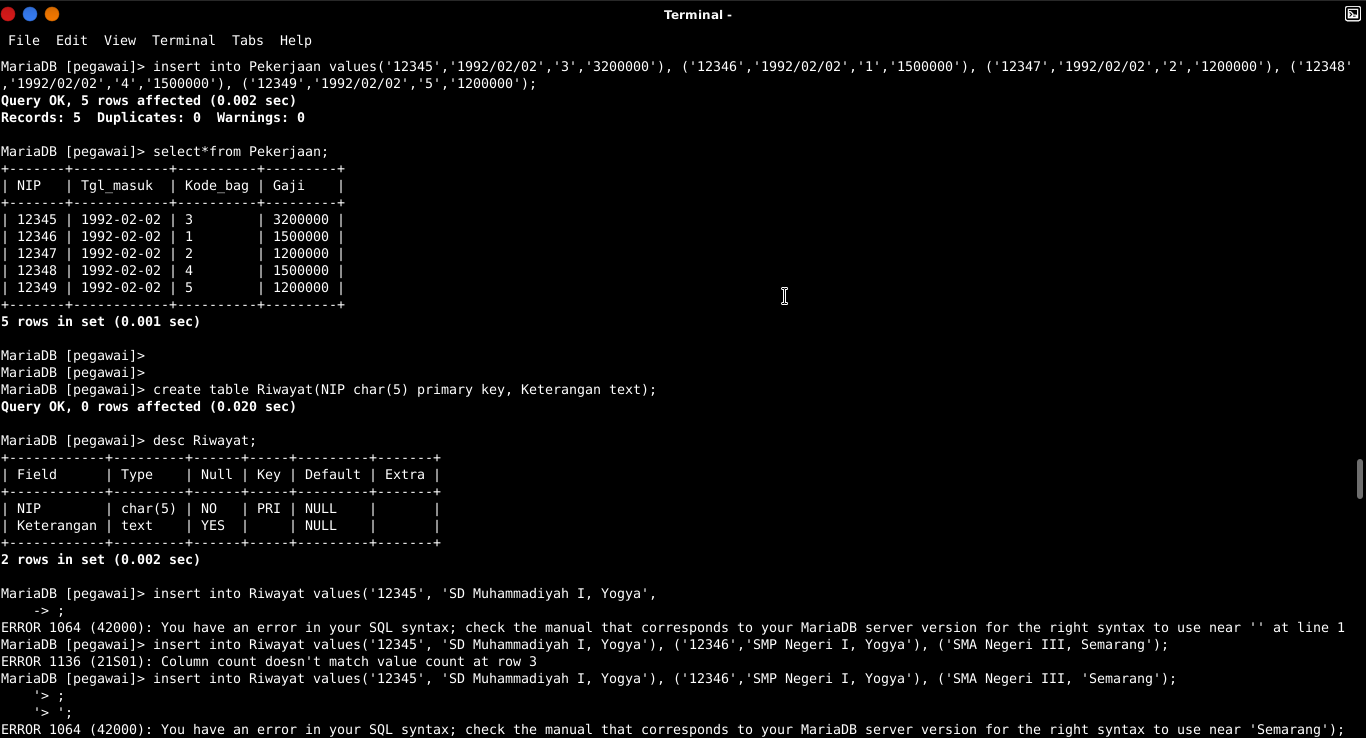 Terminal -
File Edit View Terminal Tabs Help
MariaDB [pegawai]> insert into Pekerjaan values('12345','1992/02/02','3','3200000'), ('12346','1992/02/02','1','1500000'), ('12347','1992/02/02','2','1200000'), ('12348'
,'1992/02/02','4','1500000'), ('12349','1992/02/02','5','1200000');
Query OK, 5 rows affected (0.002 sec)
Records: 5  Duplicates: 0  Warnings: 0
MariaDB [pegawai]> select*from Pekerjaan;
+-------+------------+----------+---------+
| NIP   | Tgl_masuk  | Kode_bag | Gaji    |
+-------+------------+----------+---------+
| 12345 | 1992-02-02 | 3        | 3200000 |
| 12346 | 1992-02-02 | 1        | 1500000 |
| 12347 | 1992-02-02 | 2        | 1200000 |
| 12348 | 1992-02-02 | 4        | 1500000 |
| 12349 | 1992-02-02 | 5        | 1200000 |
+-------+------------+----------+---------+
5 rows in set (0.001 sec)
MariaDB [pegawai]>
MariaDB [pegawai]>
MariaDB [pegawai]> create table Riwayat(NIP char(5) primary key, Keterangan text);
Query OK, 0 rows affected (0.020 sec)
MariaDB [pegawai]> desc Riwayat;
+------------+---------+------+-----+---------+-------+
| Field      | Type    | Null | Key | Default | Extra |
+------------+---------+------+-----+---------+-------+
| NIP        | char(5) | NO   | PRI | NULL    |       |
| Keterangan | text    | YES  |     | NULL    |       |
+------------+---------+------+-----+---------+-------+
2 rows in set (0.002 sec)
MariaDB [pegawai]> insert into Riwayat values('12345', 'SD Muhammadiyah I, Yogya',
    -> ;
ERROR 1064 (42000): You have an error in your SQL syntax; check the manual that corresponds to your MariaDB server version for the right syntax to use near '' at line 1
MariaDB [pegawai]> insert into Riwayat values('12345', 'SD Muhammadiyah I, Yogya'), ('12346','SMP Negeri I, Yogya'), ('SMA Negeri III, Semarang');
ERROR 1136 (21S01): Column count doesn't match value count at row 3
MariaDB [pegawai]> insert into Riwayat values('12345', 'SD Muhammadiyah I, Yogya'), ('12346','SMP Negeri I, Yogya'), ('SMA Negeri III, 'Semarang');
    '> ;
    '> ';
ERROR 1064 (42000): You have an error in your SQL syntax; check the manual that corresponds to your MariaDB server version for the right syntax to use near 'Semarang');